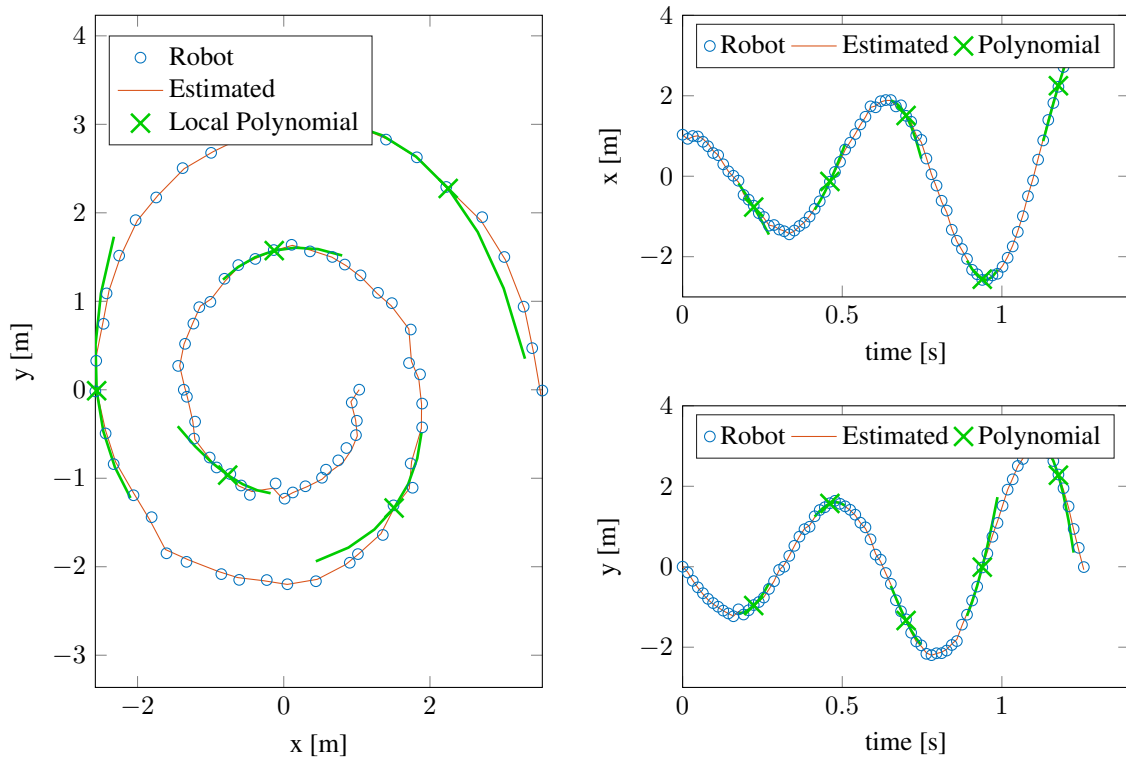 4
3
2
1
0
−1
−2
−3
−2
0
2
y [m]
x [m]
Robot
Estimated
Local Polynomial
4
2
0
−2
0
0.5
1
x [m]
time [s]
Robot Estimated Polynomial
4
2
0
−2
0
0.5
1
y [m]
time [s]
Robot Estimated Polynomial